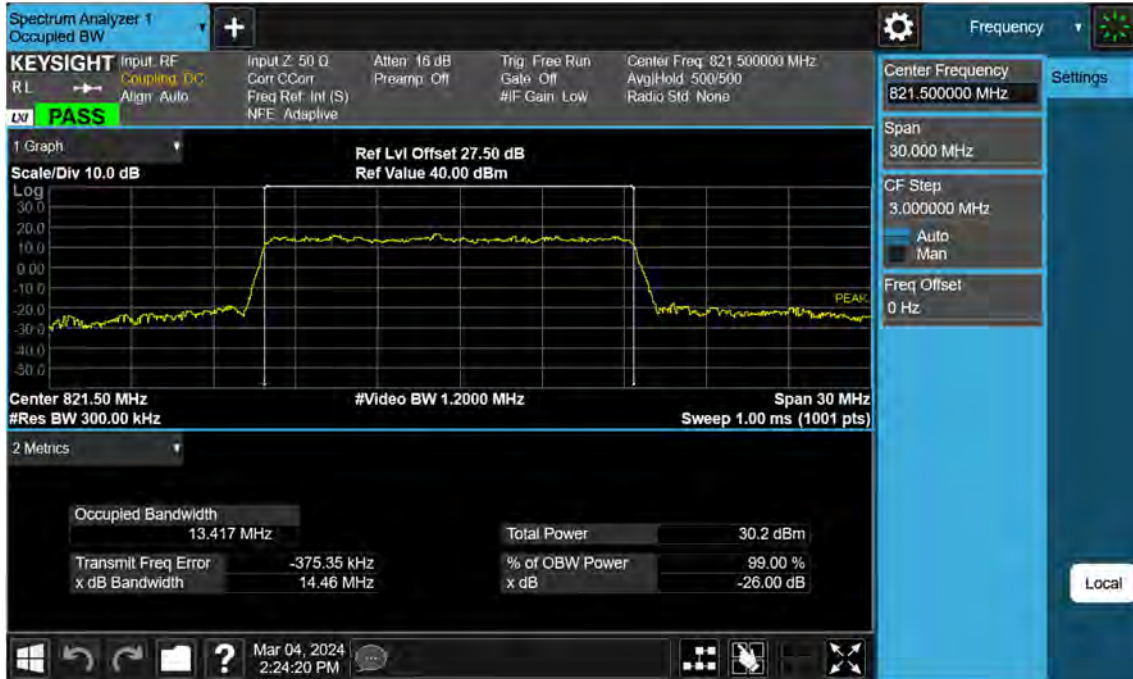 Spectrum Analyzer 1
Occupied BW
Frequency
KEYSIGHT
RL
LXI
PASS
Input: RF
Coupling: DC
Align: Auto
Input Z: 50 Ω
Corr CCorr
Freq Ref: Int (S)
NFE: Adaptive
Atten: 16 dB
Preamp: Off
Trig: Free Run
Gate: Off
#IF Gain: Low
Center Freq: 821.500000 MHz
Avg|Hold: 500/500
Radio Std: None
1 Graph
Scale/Div 10.0 dB
Ref Lvl Offset 27.50 dB
Ref Value 40.00 dBm
Log
30.0
20.0
10.0
0.00
-10.0
-20.0
-30.0
-40.0
-50.0
PEAK
Center 821.50 MHz
#Video BW 1.2000 MHz
Span 30 MHz
#Res BW 300.00 kHz
Sweep 1.00 ms (1001 pts)
2 Metrics
Occupied Bandwidth
13.417 MHz
Transmit Freq Error -375.35 kHz
x dB Bandwidth 14.46 MHz
Total Power 30.2 dBm
% of OBW Power 99.00 %
x dB -26.00 dB
Mar 04, 2024
2:24:20 PM
?
Center Frequency
821.500000 MHz
Span
30.000 MHz
CF Step
3.000000 MHz
Auto
Man
Freq Offset
0 Hz
Settings
Local